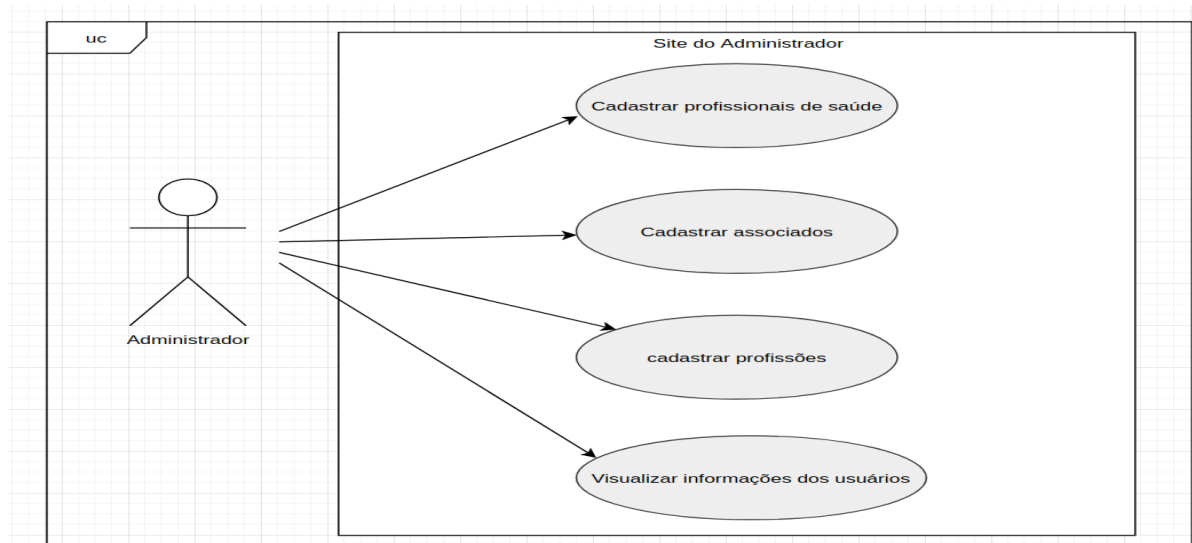 uc
Site do Administrador
Cadastrar profissionais de saúde
Cadastrar associados
cadastrar profissões
Visualizar informações dos usuários
Administrador